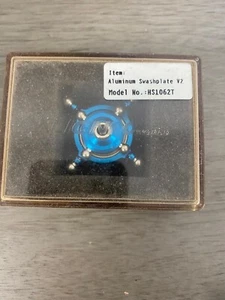 Item:
Aluminum Swashplate V2
Model No.:HS1062T